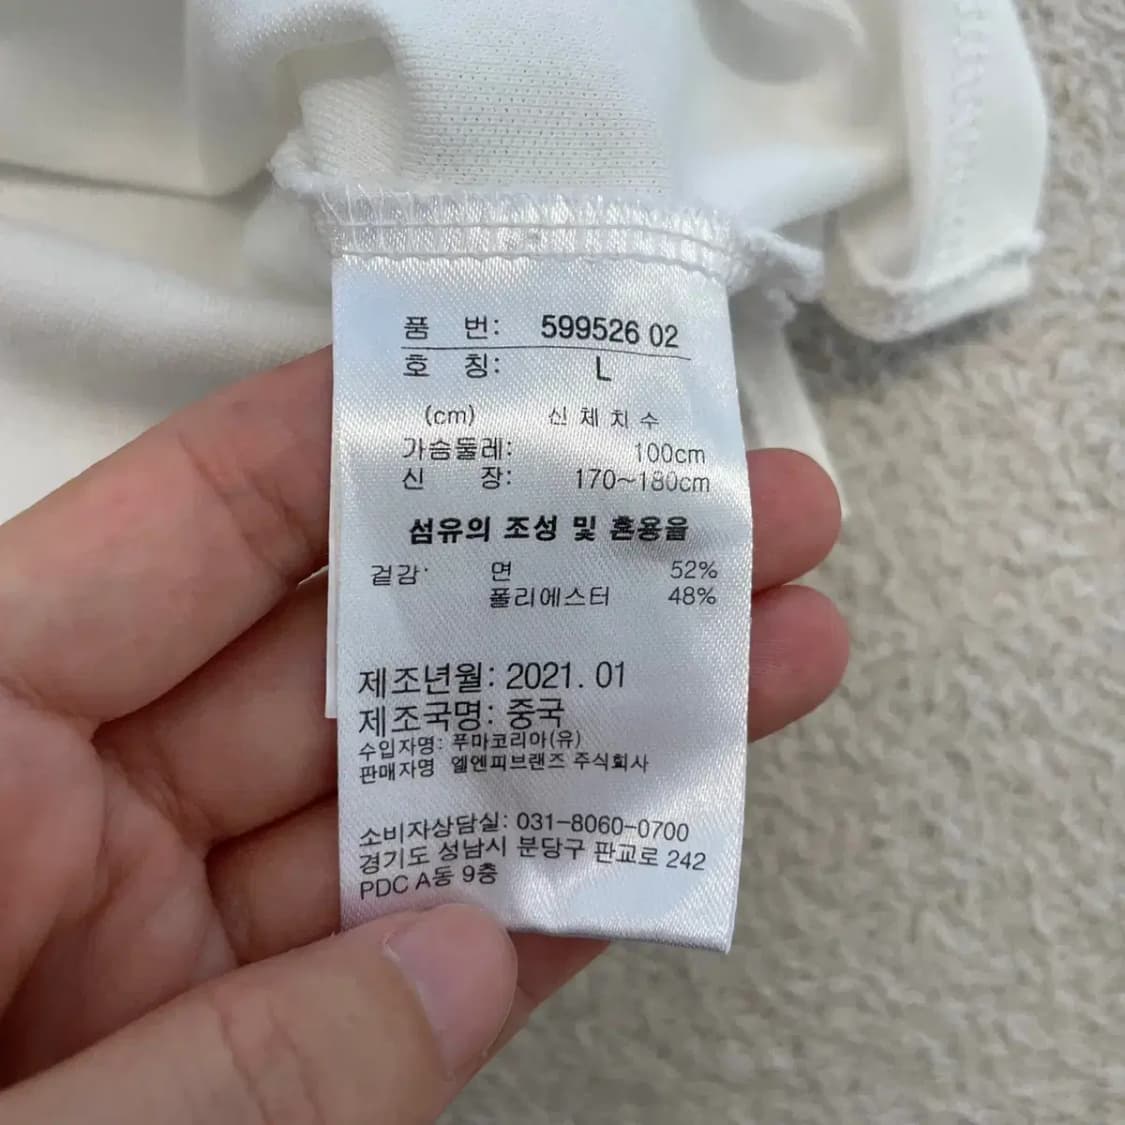 품 번: 599526 02
호 칭: L
(cm) 신체치수
가슴둘레: 100cm
신 장: 170~180cm
섬유의 조성 및 혼용율
겉감· 면 52%
폴리에스터 48%
제조년월: 2021. 01
제조국명: 중국
수입자명: 푸마코리아(유)
판매자명 엘엔피브랜즈 주식회사
소비자상담실: 031-8060-0700
경기도 성남시 분당구 판교로 242
PDC A동 9층